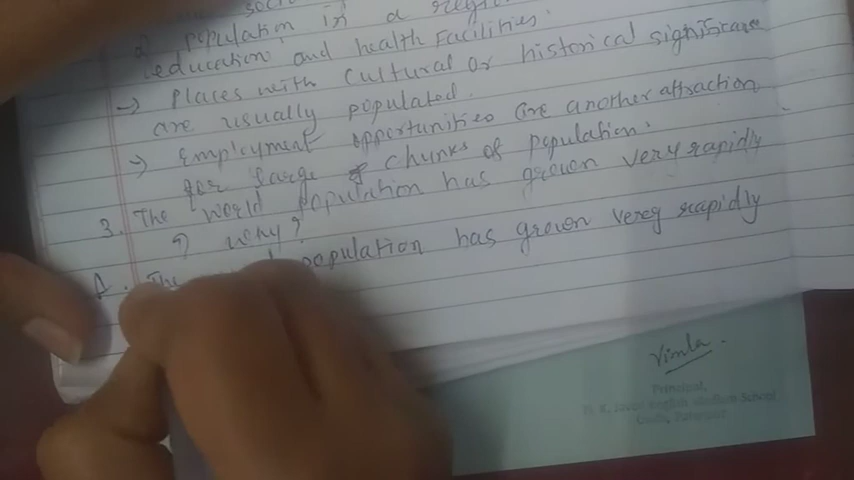 of population in a
education and health facilities.
→ Places with cultural or historical significance
are usually populated.
→ Employment opportunities are another attraction
for large chunks of population.
3. The world population has grown very rapidly
? why?
A. The population has grown very rapidly
Vimla.
Principal,